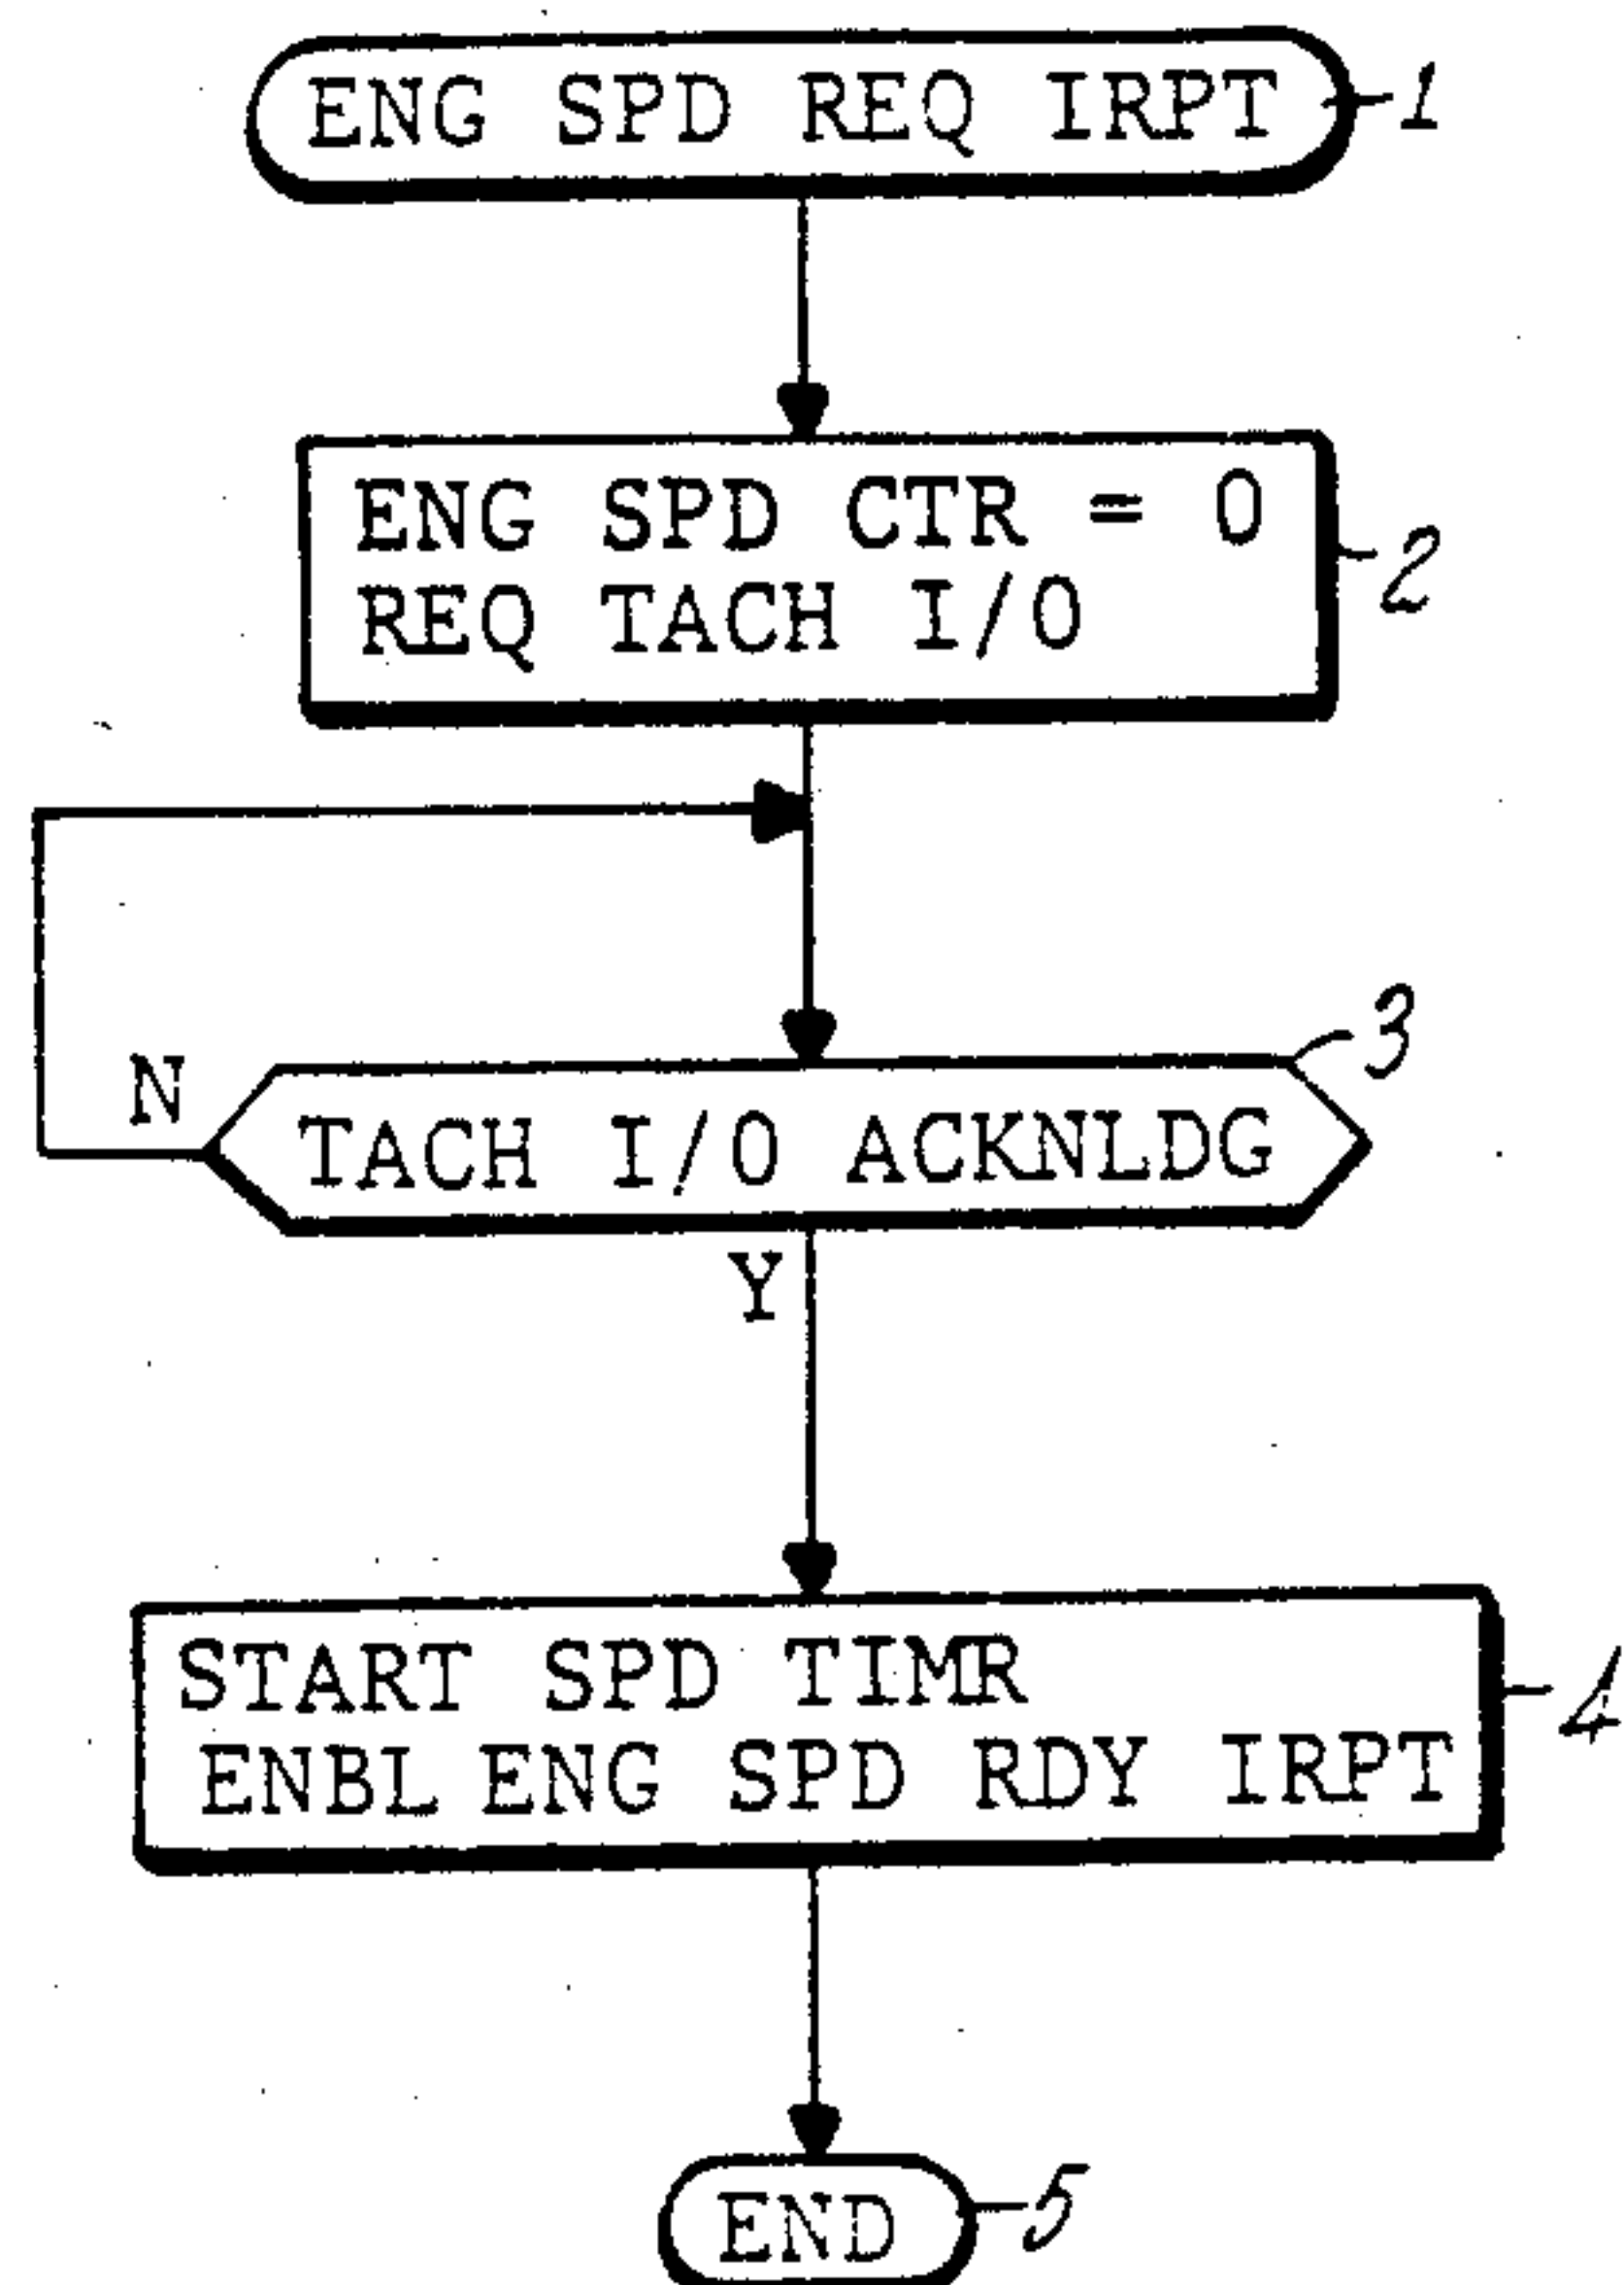 ENG SPD REQ IRPT 1
ENG SPD CTR = 0
REQ TACH I/O
2
3
N
TACH I/O ACKNLDG
Y
START SPD TIMR
4
ENBL ENG SPD RDY IRPT
END 5